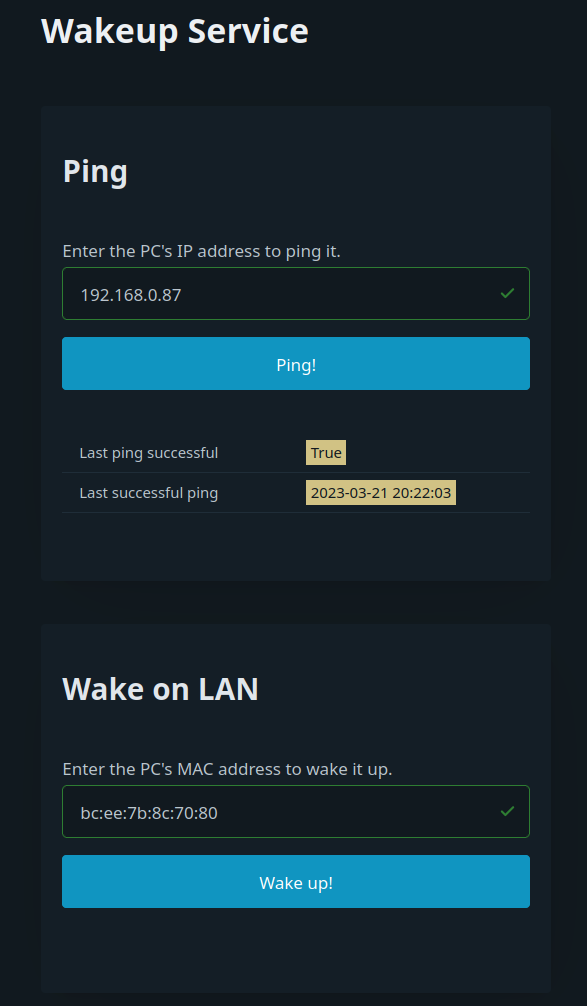 Wakeup Service
Ping
Enter the PC's IP address to ping it.
192.168.0.87
Ping!
Last ping successful True
Last successful ping 2023-03-21 20:22:03
Wake on LAN
Enter the PC's MAC address to wake it up.
bc:ee:7b:8c:70:80
Wake up!